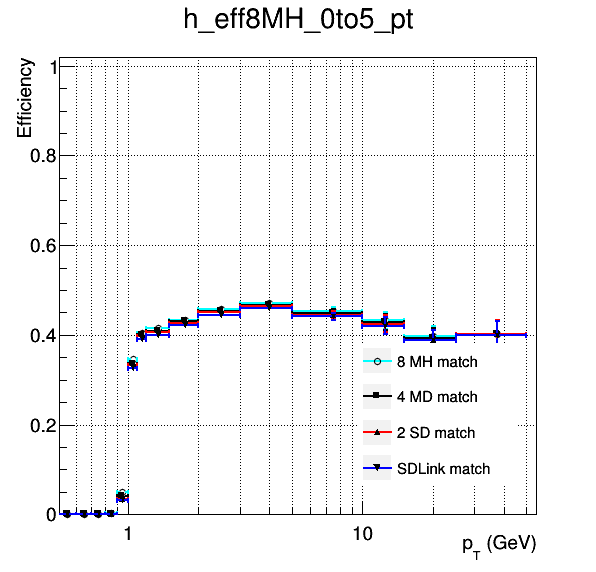 h_eff8MH_0to5_pt
Efficiency
1
0.8
0.6
0.4
0.2
0
8 MH match
4 MD match
2 SD match
SDLink match
1
10
p_T (GeV)